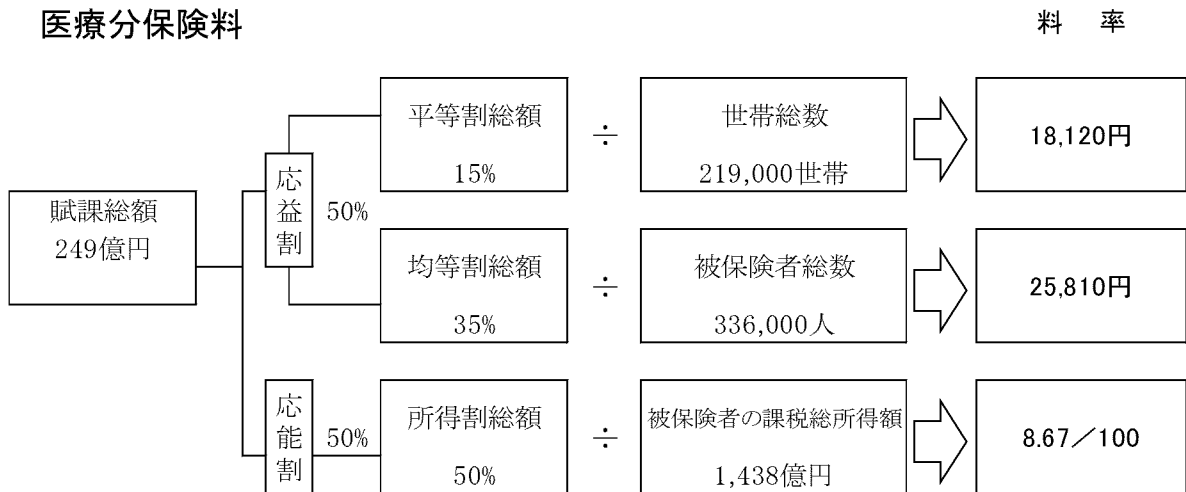 医療分保険料
料　率
賦課総額
249億円
応益割
50%
平等割総額
15%
÷
世帯総数
219,000世帯
18,120円
均等割総額
35%
÷
被保険者総数
336,000人
25,810円
応能割
50%
所得割総額
50%
÷
被保険者の課税総所得額
1,438億円
8.67／100